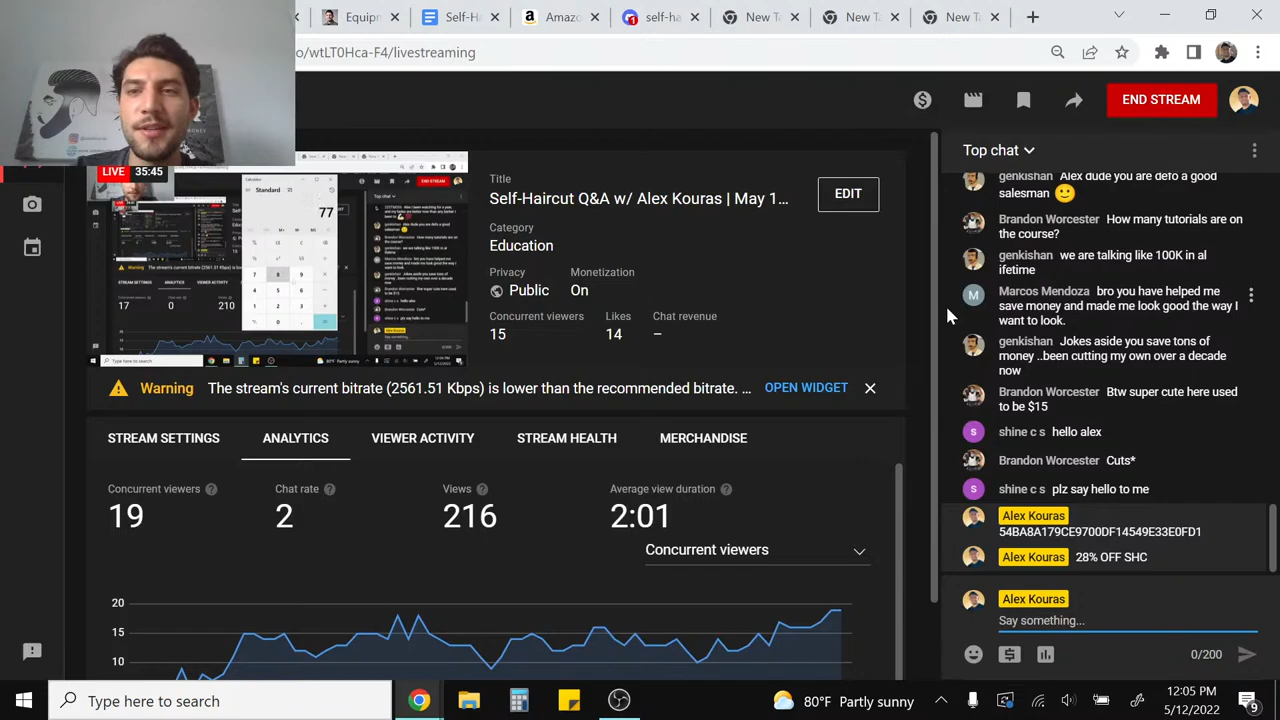 Equipm
Self-Ha
Amazo
self-ha
New Ta
New Ta
New Ta
o/wtLT0Hca-F4/livestreaming
END STREAM
LIVE 35:45
Title
Self-Haircut Q&A w/ Alex Kouras | May 1...
EDIT
Category
Education
Privacy
Monetization
Public
On
Concurrent viewers
Likes
Chat revenue
15
14
–
Standard
77
Warning The stream's current bitrate (2561.51 Kbps) is lower than the recommended bitrate. ...
OPEN WIDGET
STREAM SETTINGS
ANALYTICS
VIEWER ACTIVITY
STREAM HEALTH
MERCHANDISE
Concurrent viewers
Chat rate
Views
Average view duration
19
2
216
2:01
Concurrent viewers
20
15
10
Top chat
genkishan Alex dude you are defo a good
salesman
Brandon Worcester How many tutorials are on
the course?
genkishan we are talking like 100K in al
ifetime
Marcos Mendoza bro you have helped me
save money and made me look good the way I
want to look.
genkishan Jokes aside you save tons of
money ..been cutting my own over a decade
now
Brandon Worcester Btw super cute here used
to be $15
shine c s hello alex
Brandon Worcester Cuts*
shine c s plz say hello to me
Alex Kouras
54BA8A179CE9700DF14549E33E0FD1
Alex Kouras 28% OFF SHC
Alex Kouras
Say something...
0/200
Type here to search
80°F Partly sunny
12:05 PM
5/12/2022
9